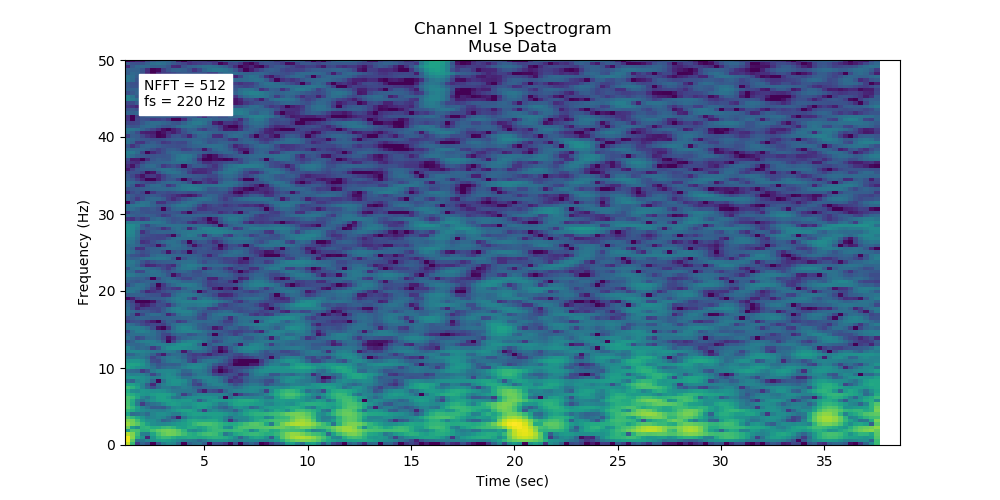 Channel 1 Spectrogram
Muse Data
NFFT = 512
fs = 220 Hz
Frequency (Hz)
50
40
30
20
10
0
5
10
15
20
25
30
35
Time (sec)